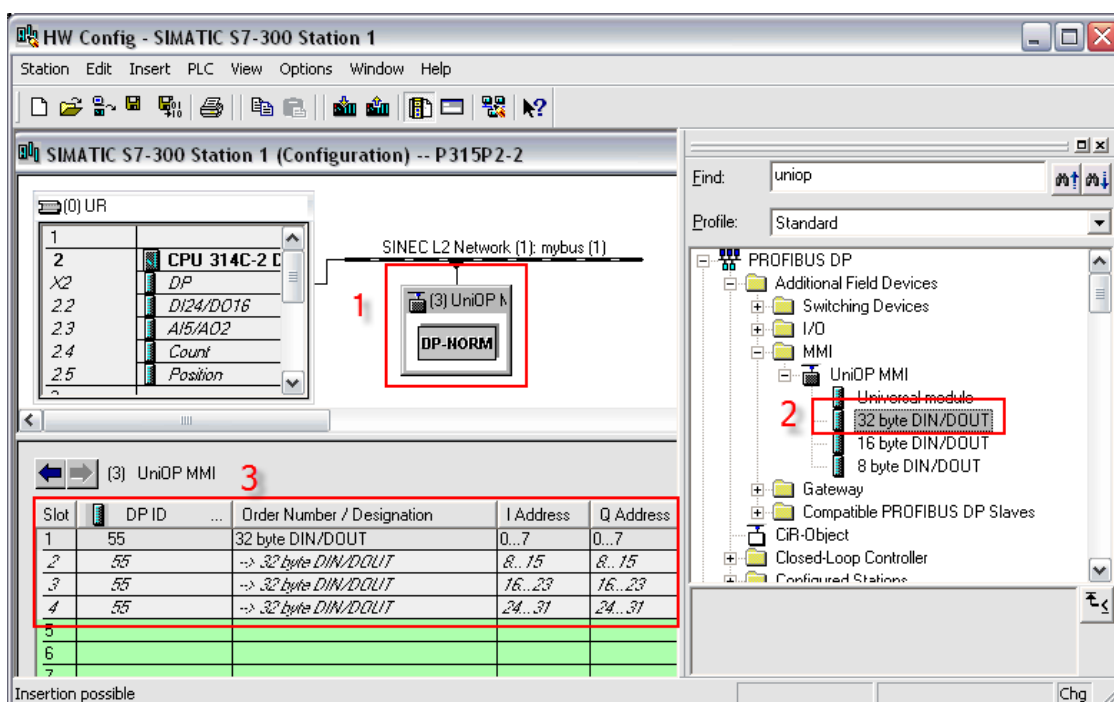 HW Config - SIMATIC S7-300 Station 1
Station Edit Insert PLC View Options Window Help
SIMATIC S7-300 Station 1 (Configuration) -- P315P2-2
(0) UR
1
2 CPU 314C-2 D
X2 DP
2.2 DI24/DO16
2.3 AI5/AO2
2.4 Count
2.5 Position
SINEC L2 Network (1): mybus (1)
1
(3) UniOP M
DP-NORM
Find: uniop
Profile: Standard
PROFIBUS DP
Additional Field Devices
Switching Devices
I/O
MMI
UniOP MMI
Universal module
2
32 byte DIN/DOUT
16 byte DIN/DOUT
8 byte DIN/DOUT
Gateway
Compatible PROFIBUS DP Slaves
CiR-Object
Closed-Loop Controller
Configured Stations
(3) UniOP MMI
3
Slot DP ID ... Order Number / Designation I Address Q Address
1 55 32 byte DIN/DOUT 0...7 0...7
2 55 --> 32 byte DIN/DOUT 8...15 8...15
3 55 --> 32 byte DIN/DOUT 16...23 16...23
4 55 --> 32 byte DIN/DOUT 24...31 24...31
5
6
7
Insertion possible
Chg